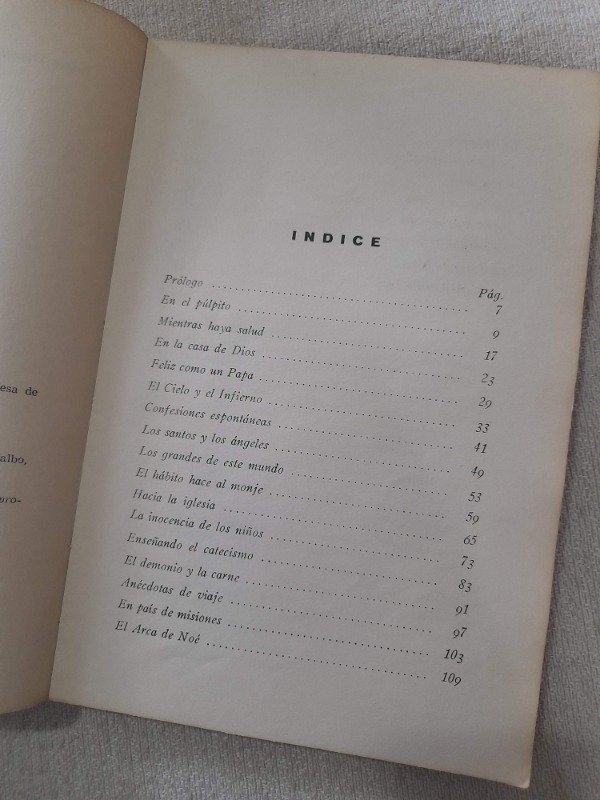 esa de
albo,
pro-
INDICE
Pág.
Prólogo ........................................ 7
En el púlpito ........................................ 9
Mientras haya salud ........................................ 17
En la casa de Dios ........................................ 23
Feliz como un Papa ........................................ 29
El Cielo y el Infierno ........................................ 33
Confesiones espontáneas ........................................ 41
Los santos y los ángeles ........................................ 49
Los grandes de este mundo ........................................ 53
El hábito hace al monje ........................................ 59
Hacia la iglesia ........................................ 65
La inocencia de los niños ........................................ 73
Enseñando el catecismo ........................................ 83
El demonio y la carne ........................................ 91
Anécdotas de viaje ........................................ 97
En país de misiones ........................................ 103
El Arca de Noé ........................................ 109